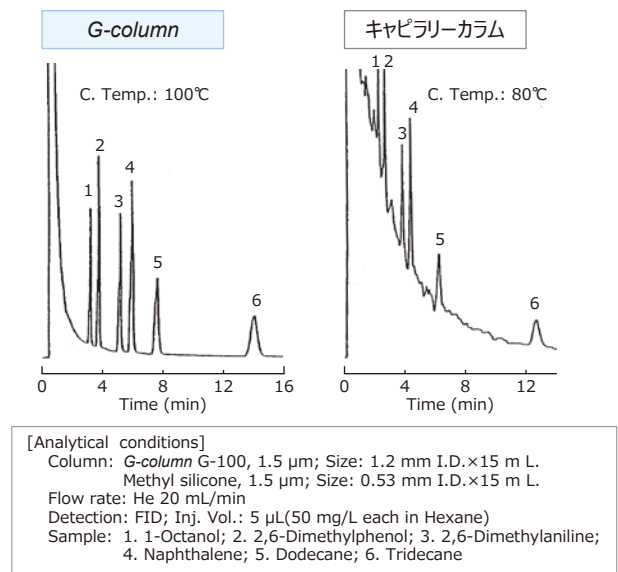 G-column
キャピラリーカラム
C. Temp.: 100℃
1
2
3
4
5
6
0
4
8
12
16
Time (min)
1 2
C. Temp.: 80℃
3
4
5
6
0
4
8
12
Time (min)
[Analytical conditions]
Column: G-column G-100, 1.5 µm; Size: 1.2 mm I.D.×15 m L.
Methyl silicone, 1.5 µm; Size: 0.53 mm I.D.×15 m L.
Flow rate: He 20 mL/min
Detection: FID; Inj. Vol.: 5 µL(50 mg/L each in Hexane)
Sample: 1. 1-Octanol; 2. 2,6-Dimethylphenol; 3. 2,6-Dimethylaniline;
4. Naphthalene; 5. Dodecane; 6. Tridecane